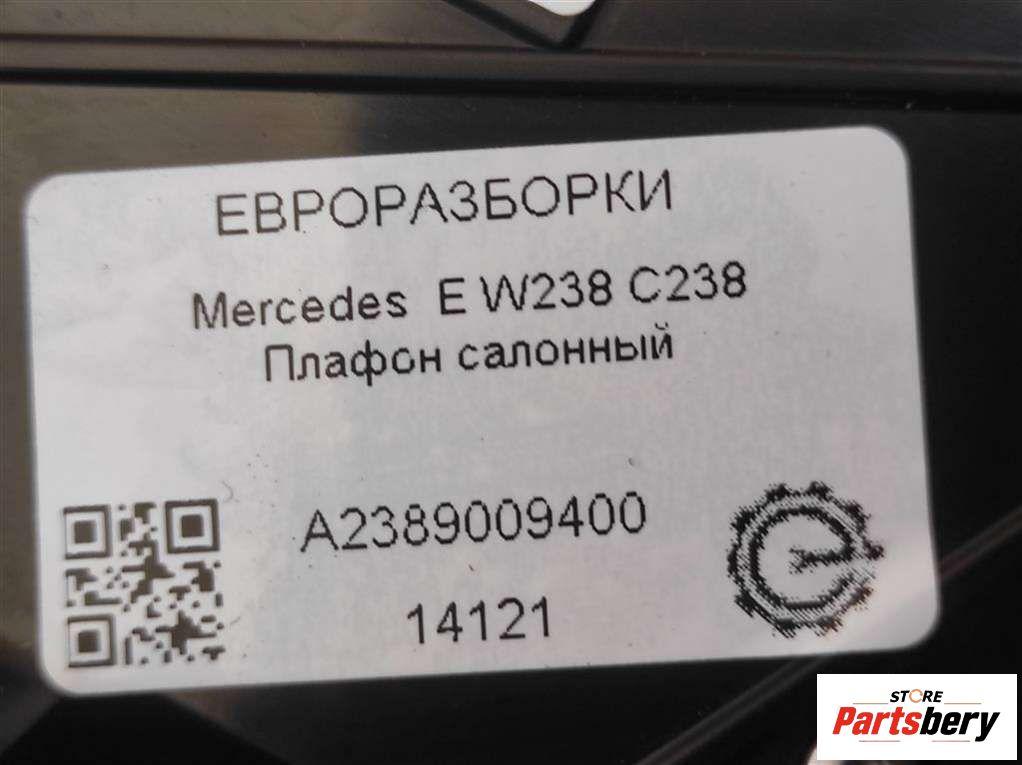 ЕВРОРАЗБОРКИ
Mercedes E W238 C238
Плафон салонный
A2389009400
14121
STORE
Partsbery